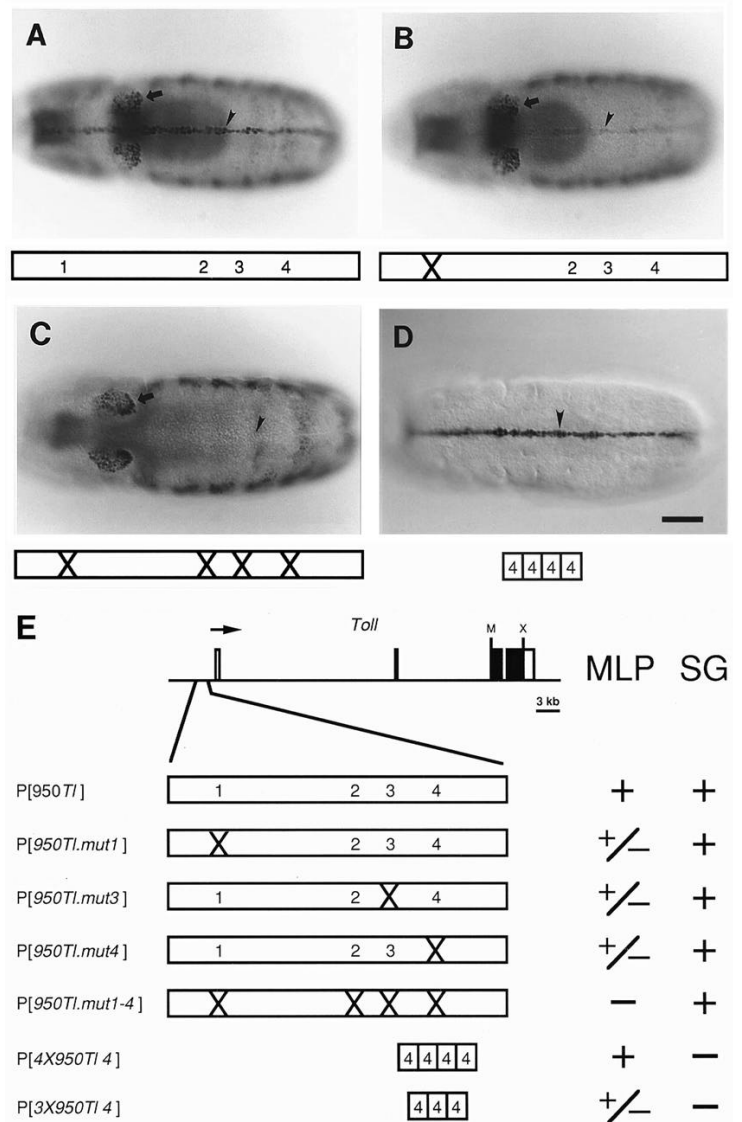 A
B
1 2 3 4
X 2 3 4
C
D
X X X X
4 4 4 4
E
Toll
M X
MLP SG
3 kb
P[950Tl] 1 2 3 4 + +
P[950Tl.mut1] X 2 3 4 +/− +
P[950Tl.mut3] 1 2 X 4 +/− +
P[950Tl.mut4] 1 2 3 X +/− +
P[950Tl.mut1-4] X X X X − +
P[4X950Tl 4] 4 4 4 4 + −
P[3X950Tl 4] 4 4 4 +/− −